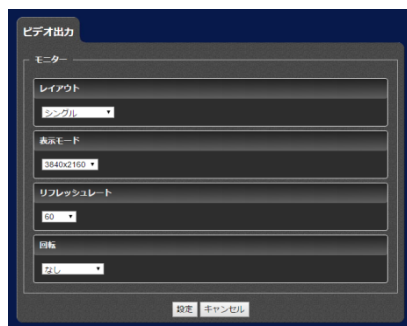 ビデオ出力
モニター
レイアウト
シングル
表示モード
3840x2160
リフレッシュレート
60
回転
なし
設定 キャンセル